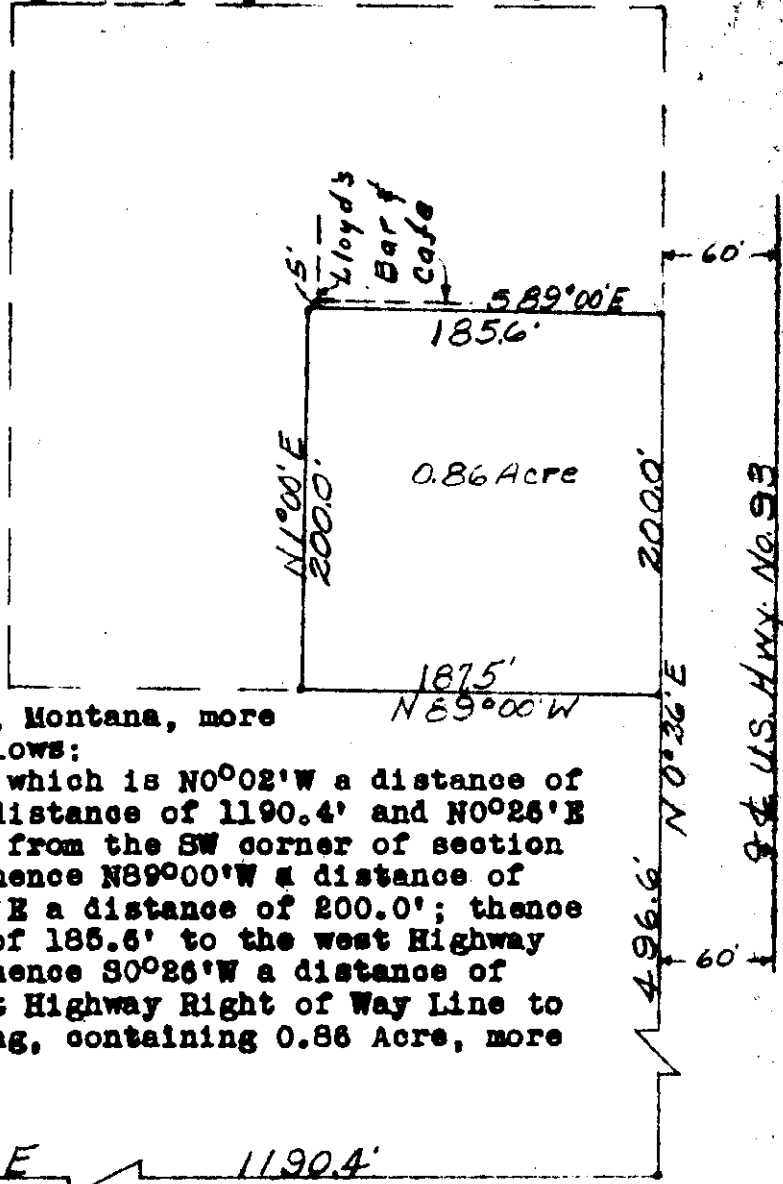 15'
Lloyd's
Bar &
Cafe
60'
S89°00'E
185.6'
N1°00'E
200.0'
0.86 Acre
200.0'
₵ U.S. Hwy. No. 93
187.5'
N89°00'W
N0°26'E
, Montana, more
lows:
which is N0°02'W a distance of
distance of 1190.4' and N0°26'E
from the SW corner of section
hence N89°00'W a distance of
'E a distance of 200.0'; thence
of 185.6' to the west Highway
hence S0°26'W a distance of
t Highway Right of Way Line to
ng, containing 0.86 Acre, more
496.6'
60'
E
1190.4'